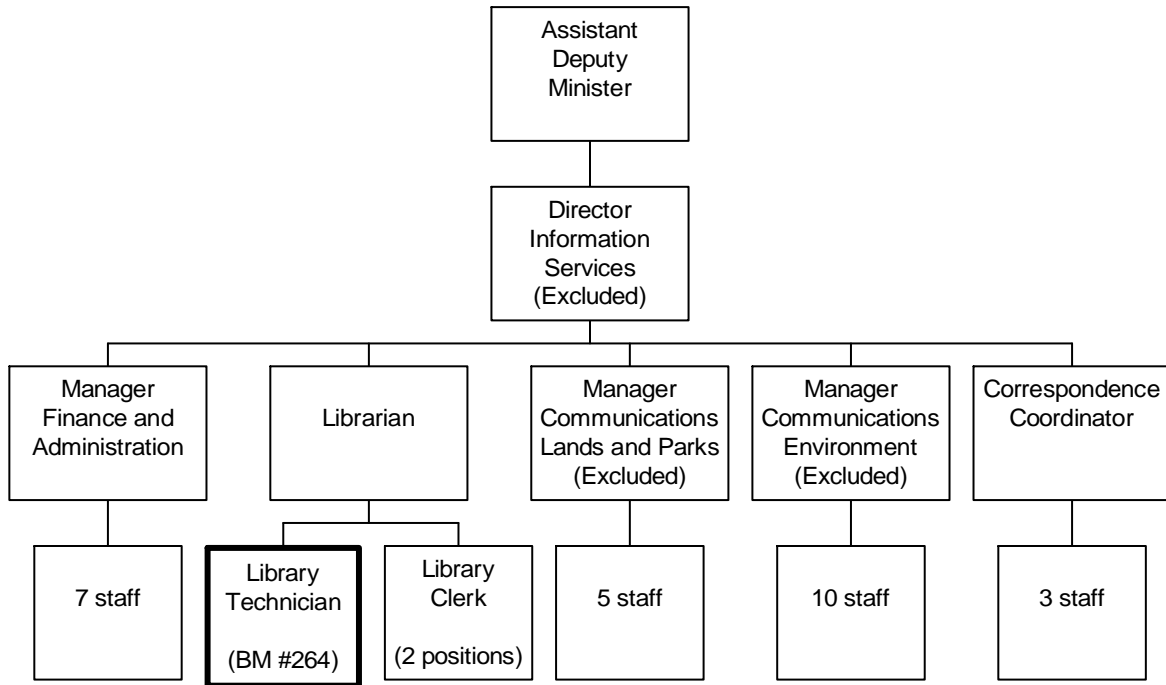 Assistant
Deputy
Minister
Director
Information
Services
(Excluded)
Manager
Finance and
Administration
Librarian
Manager
Communications
Lands and Parks
(Excluded)
Manager
Communications
Environment
(Excluded)
Correspondence
Coordinator
7 staff
Library
Technician
(BM #264)
Library
Clerk
(2 positions)
5 staff
10 staff
3 staff